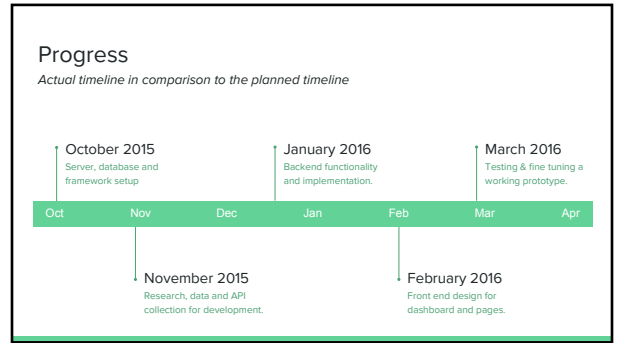 Progress
Actual timeline in comparison to the planned timeline
October 2015
Server, database and
framework setup
January 2016
Backend functionality
and implementation.
March 2016
Testing & fine tuning a
working prototype.
Oct Nov Dec Jan Feb Mar Apr
November 2015
Research, data and API
collection for development.
February 2016
Front end design for
dashboard and pages.